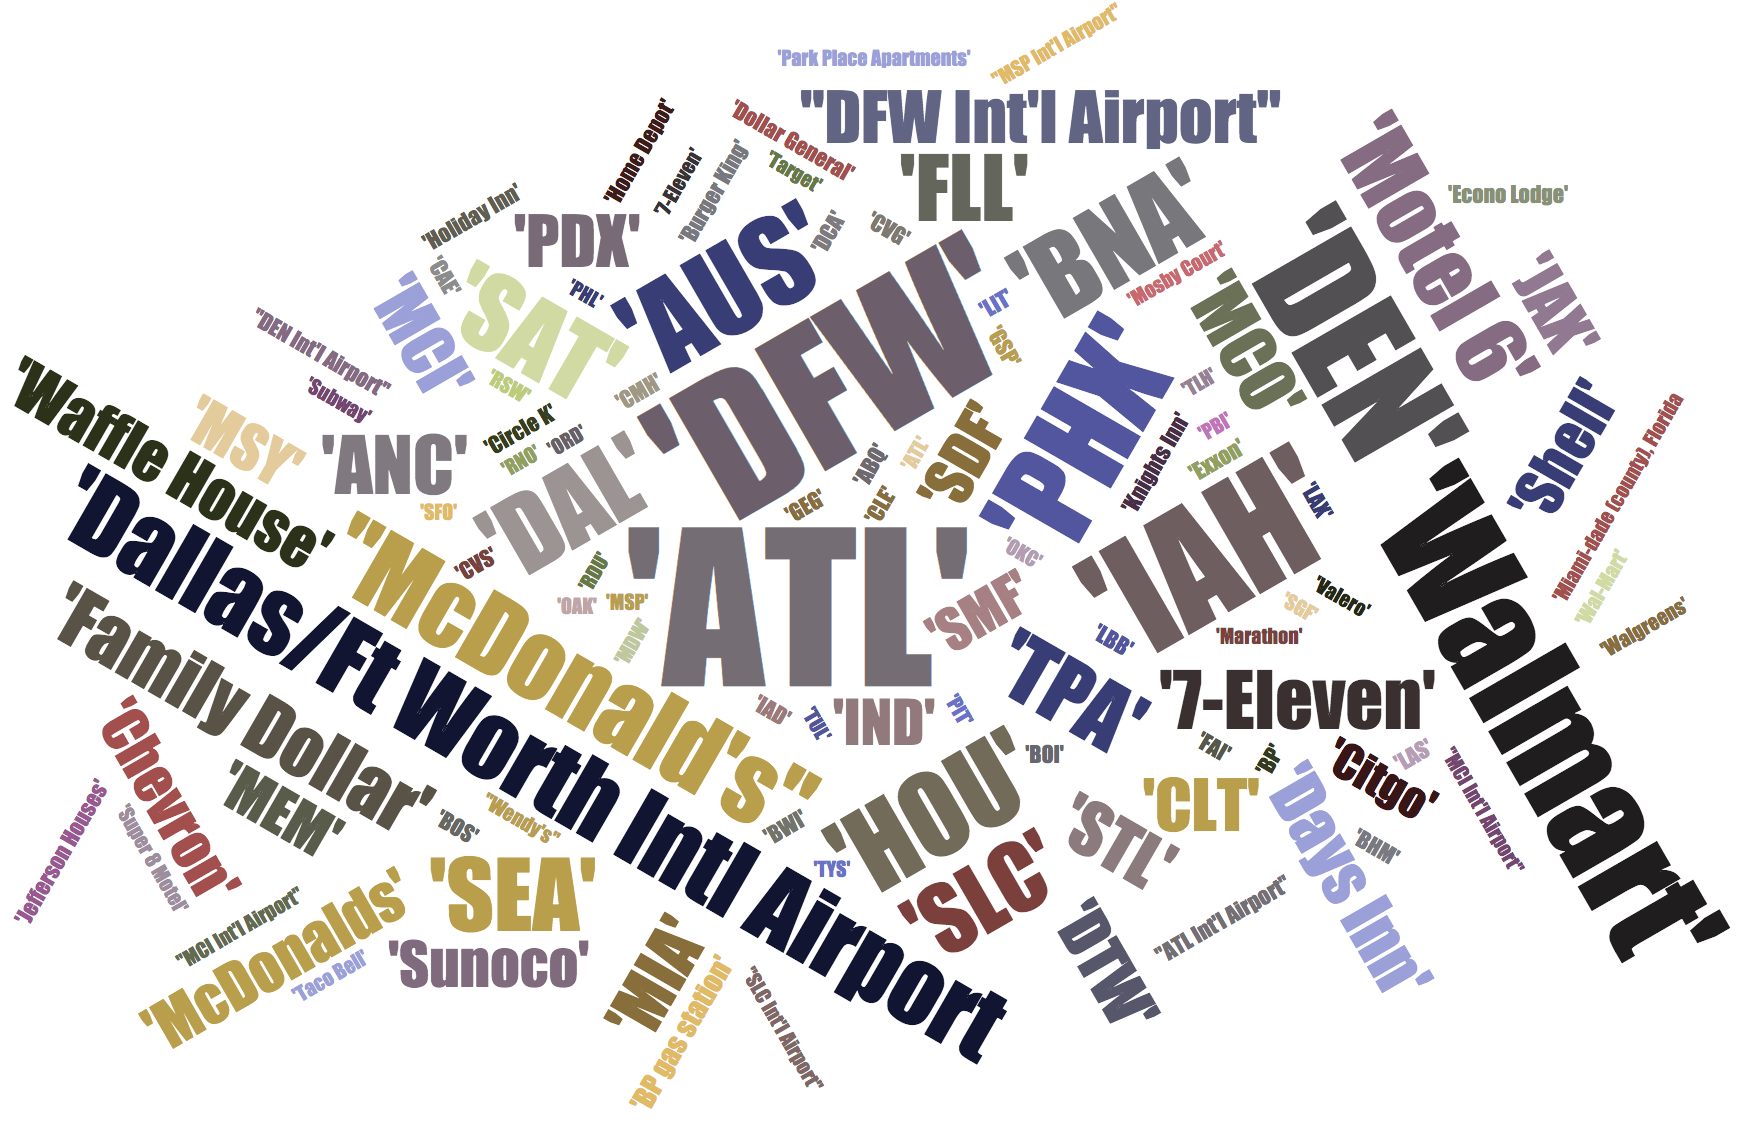 "MSP Int'l Airport"
'Park Place Apartments'
"DFW Int'l Airport"
'Home Depot'
'Dollar General'
'7-Eleven'
'Burger King'
'Target'
'FLL'
'Motel 6'
'Econo Lodge'
'Holiday Inn'
'PDX'
'AUS'
'DCA'
'CVG'
'BNA'
'DEN'
'JAX'
'CAE'
'MCI'
'SAT'
'PHL'
'DFW'
'LIT'
'Mosby Court'
'MCO'
"DEN Int'l Airport"
'Subway'
'RSW'
'CMH'
'GSP'
'PHX'
'TLH'
'Shell'
'Waffle House'
'MSY'
'ANC'
'Circle K'
'RNO'
'ORD'
'DAL'
'ABQ'
'ATL'
'SDF'
'Knights Inn'
'PBI'
'Exxon'
'Miami-dade (county), Florida
'SFO'
'GEG'
'CLE'
'IAH'
'LAX'
'Walmart'
'Dallas/Ft Worth Intl Airport
"McDonald's"
'CVS'
'RDU'
'ATL'
'OKC'
'SMF'
'Wal-Mart'
'OAK'
'MSP'
'MDW'
'LBB'
'SGF'
'Valero'
'Marathon'
'Walgreens'
'Family Dollar'
'TPA'
'7-Eleven'
'IAD'
'TUL'
'IND'
'PIT'
'Chevron'
'MEM'
'HOU'
'BOI'
'FAI'
'BP'
'Citgo'
'LAS'
"MCI Int'l Airport"
'Jefferson Houses'
'Super 8 Motel'
'BOS'
"Wendy's"
'BWI'
'CLT'
'Days Inn'
'STL'
'BHM'
'TYS'
'SEA'
'SLC'
"MCI Int'l Airport"
'McDonalds'
'Taco Bell'
'Sunoco'
'MIA'
'DTW'
"ATL Int'l Airport"
'BP gas station'
"SLC Int'l Airport"